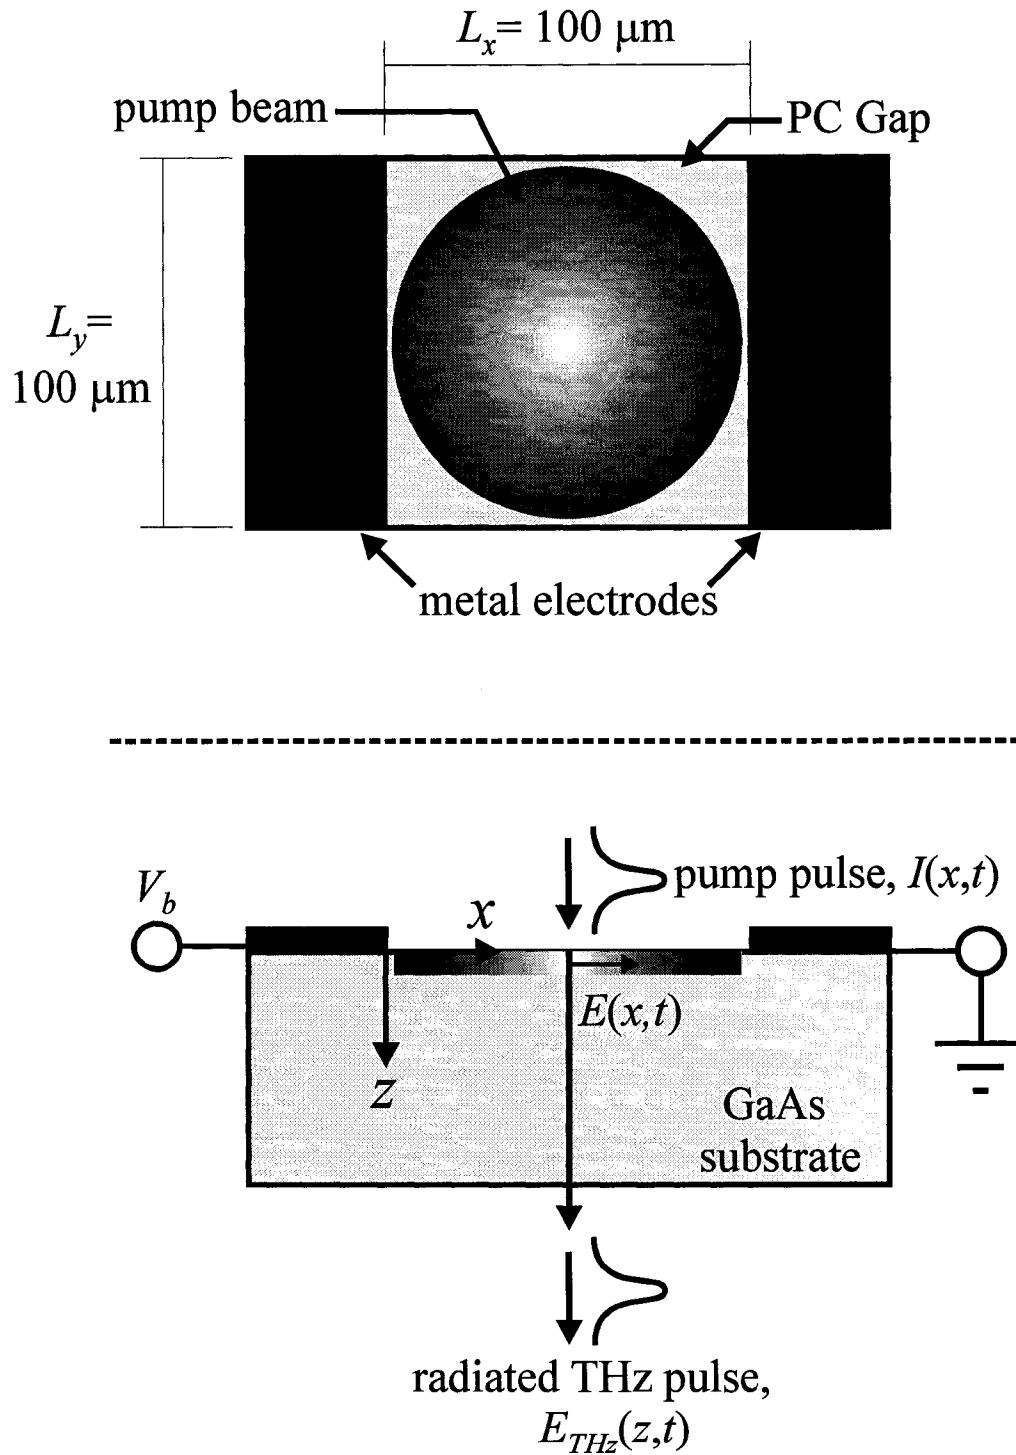 Lx= 100 μm
pump beam
PC Gap
Ly=
100 μm
metal electrodes
Vb
x
pump pulse, I(x,t)
E(x,t)
z
GaAs
substrate
radiated THz pulse,
ETHz(z,t)